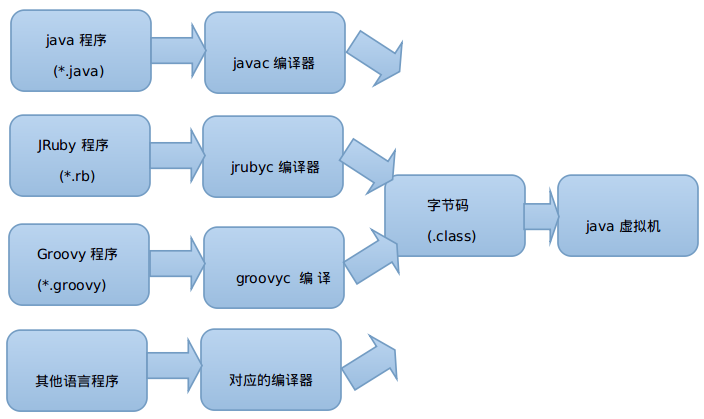 java 程序
(*.java)
javac 编译器
JRuby 程序
(*.rb)
jrubyc 编译器
字节码
(.class)
java 虚拟机
Groovy 程序
(*.groovy)
groovyc 编 译
其他语言程序
对应的编译器